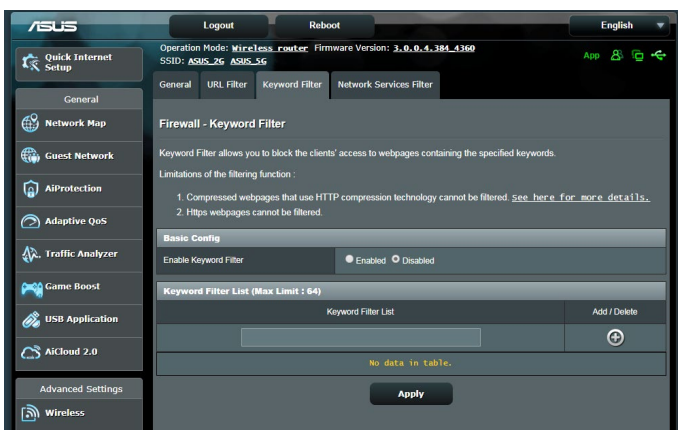 ASUS
Logout
Reboot
English
Quick Internet Setup
Operation Mode: Wireless router Firmware Version: 3.0.0.4.384_4360
SSID: ASUS_2G ASUS_5G
App
General
URL Filter
Keyword Filter
Network Services Filter
General
Network Map
Guest Network
AiProtection
Adaptive QoS
Traffic Analyzer
Game Boost
USB Application
AiCloud 2.0
Advanced Settings
Wireless
Firewall - Keyword Filter
Keyword Filter allows you to block the clients' access to webpages containing the specified keywords.
Limitations of the filtering function :
1. Compressed webpages that use HTTP compression technology cannot be filtered. See here for more details.
2. Https webpages cannot be filtered.
Basic Config
Enable Keyword Filter
Enabled Disabled
Keyword Filter List (Max Limit : 64)
Keyword Filter List
Add / Delete
No data in table.
Apply